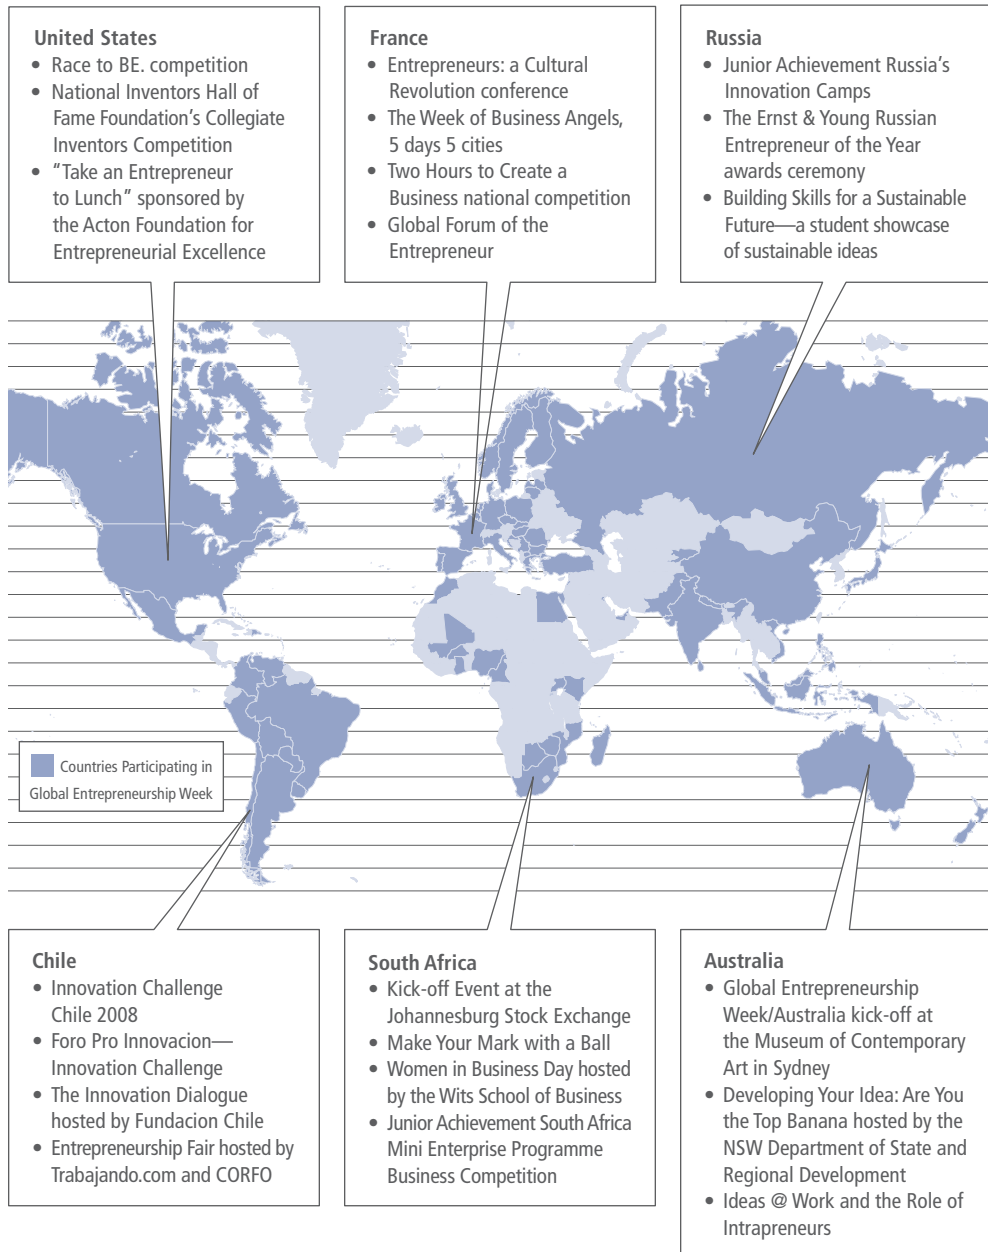 United States
• Race to BE. competition
• National Inventors Hall of
Fame Foundation's Collegiate
Inventors Competition
• "Take an Entrepreneur
to Lunch" sponsored by
the Acton Foundation for
Entrepreneurial Excellence
France
• Entrepreneurs: a Cultural
Revolution conference
• The Week of Business Angels,
5 days 5 cities
• Two Hours to Create a
Business national competition
• Global Forum of the
Entrepreneur
Russia
• Junior Achievement Russia's
Innovation Camps
• The Ernst & Young Russian
Entrepreneur of the Year
awards ceremony
• Building Skills for a Sustainable
Future—a student showcase
of sustainable ideas
Countries Participating in
Global Entrepreneurship Week
Chile
• Innovation Challenge
Chile 2008
• Foro Pro Innovacion—
Innovation Challenge
• The Innovation Dialogue
hosted by Fundacion Chile
• Entrepreneurship Fair hosted by
Trabajando.com and CORFO
South Africa
• Kick-off Event at the
Johannesburg Stock Exchange
• Make Your Mark with a Ball
• Women in Business Day hosted
by the Wits School of Business
• Junior Achievement South Africa
Mini Enterprise Programme
Business Competition
Australia
• Global Entrepreneurship
Week/Australia kick-off at
the Museum of Contemporary
Art in Sydney
• Developing Your Idea: Are You
the Top Banana hosted by the
NSW Department of State and
Regional Development
• Ideas @ Work and the Role of
Intrapreneurs